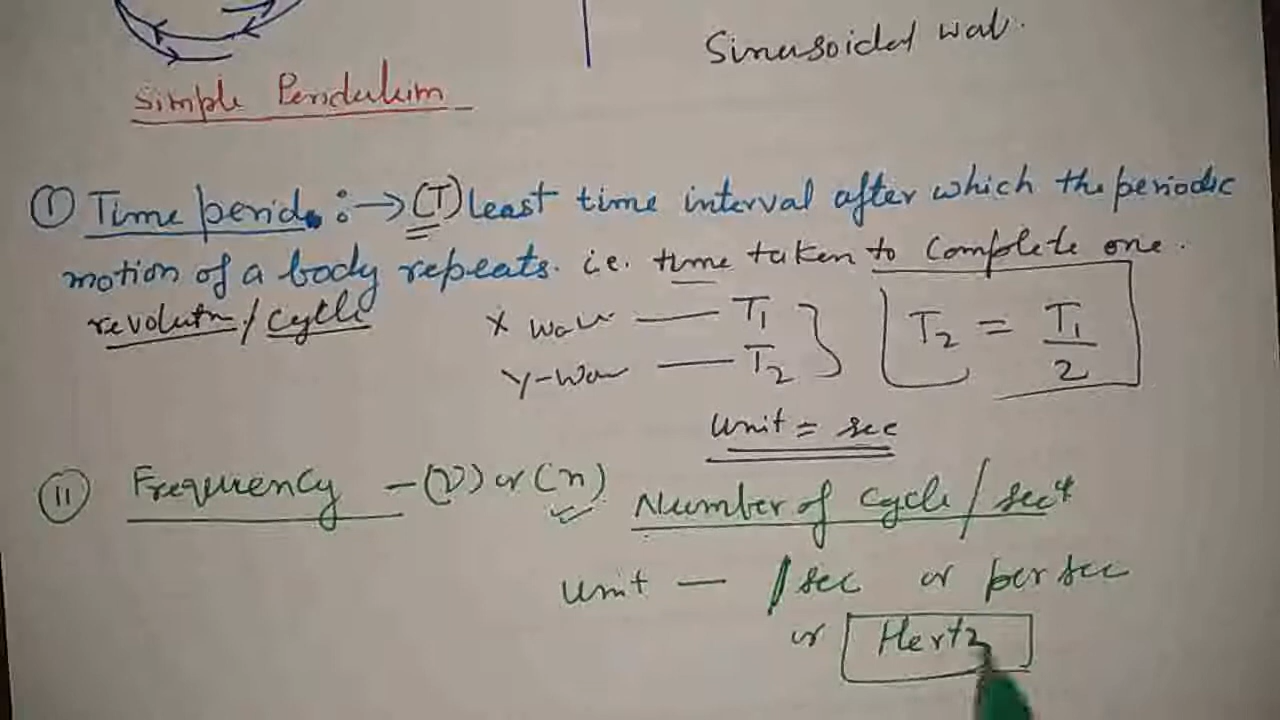 Sinusoidal wav.
Simple Pendulum
(I) Time period :→ (T) least time interval after which the periodic
motion of a body repeats. i.e. time taken to complete one.
revolutn / cycle
X wav — T1
Y-wav — T2
T2 = T1/2
Unit = sec
(II) Frequency - (ν) or (n) Number of cycle / sec
Unit — /sec or per sec
or Hertz